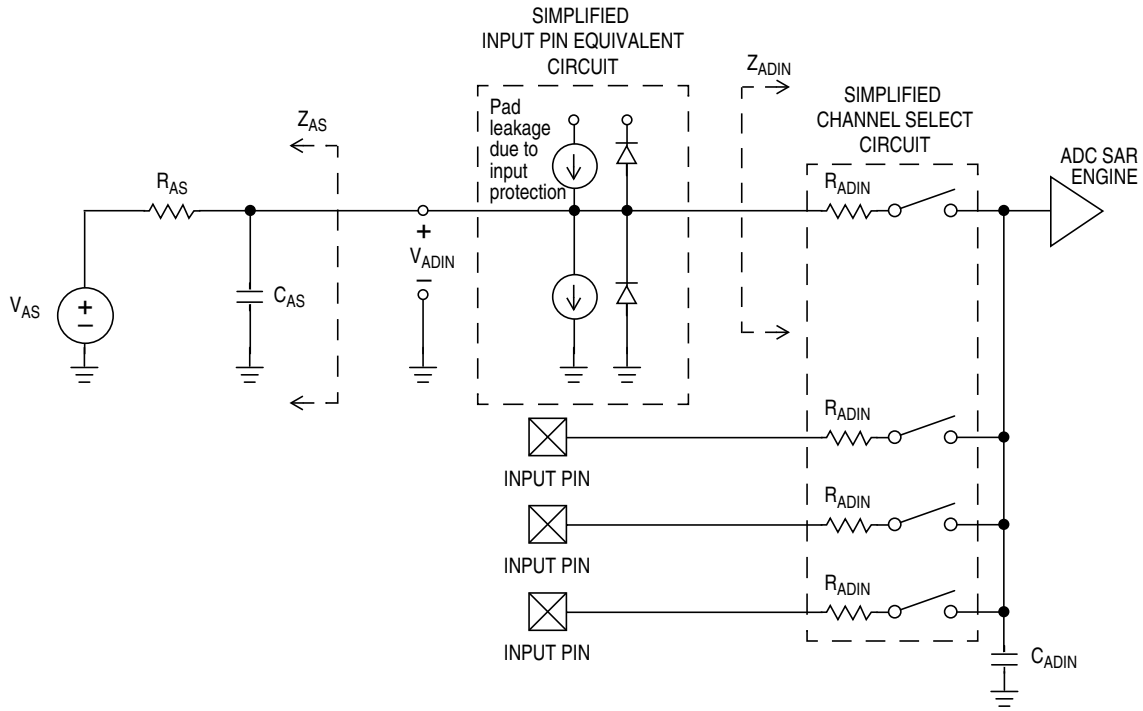 SIMPLIFIED
INPUT PIN EQUIVALENT
CIRCUIT
Pad
leakage
due to
input
protection
ZADIN
SIMPLIFIED
CHANNEL SELECT
CIRCUIT
ADC SAR
ENGINE
ZAS
RAS
RADIN
+
VADIN
–
VAS
+
–
CAS
RADIN
INPUT PIN
RADIN
INPUT PIN
RADIN
INPUT PIN
CADIN